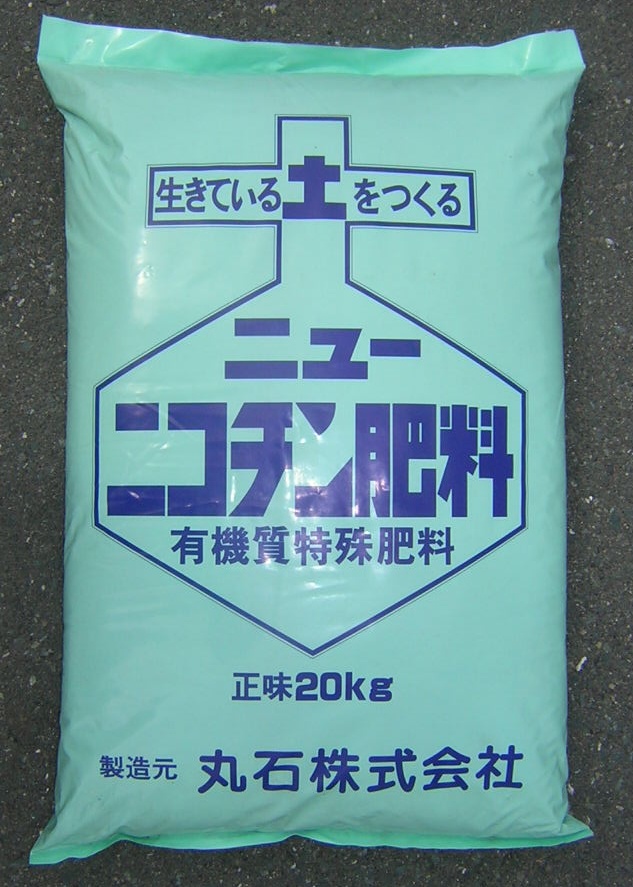 生きている土をつくる
ニュー
ニコチン肥料
有機質特殊肥料
正味20kg
製造元 丸石株式会社